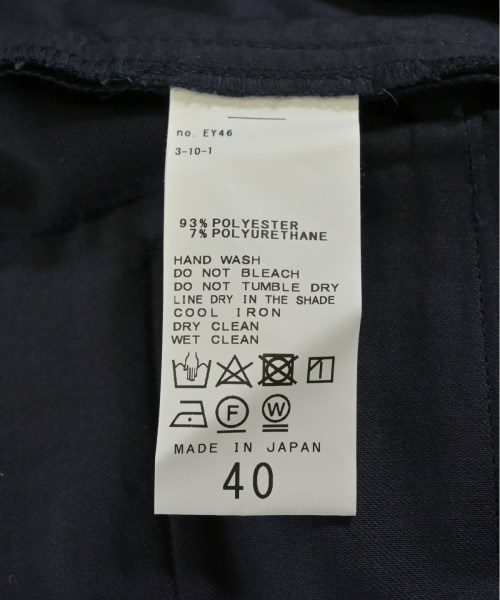 no. EY46
3-10-1
93% POLYESTER
7% POLYURETHANE
HAND WASH
DO NOT BLEACH
DO NOT TUMBLE DRY
LINE DRY IN THE SHADE
COOL IRON
DRY CLEAN
WET CLEAN
F W
MADE IN JAPAN
40